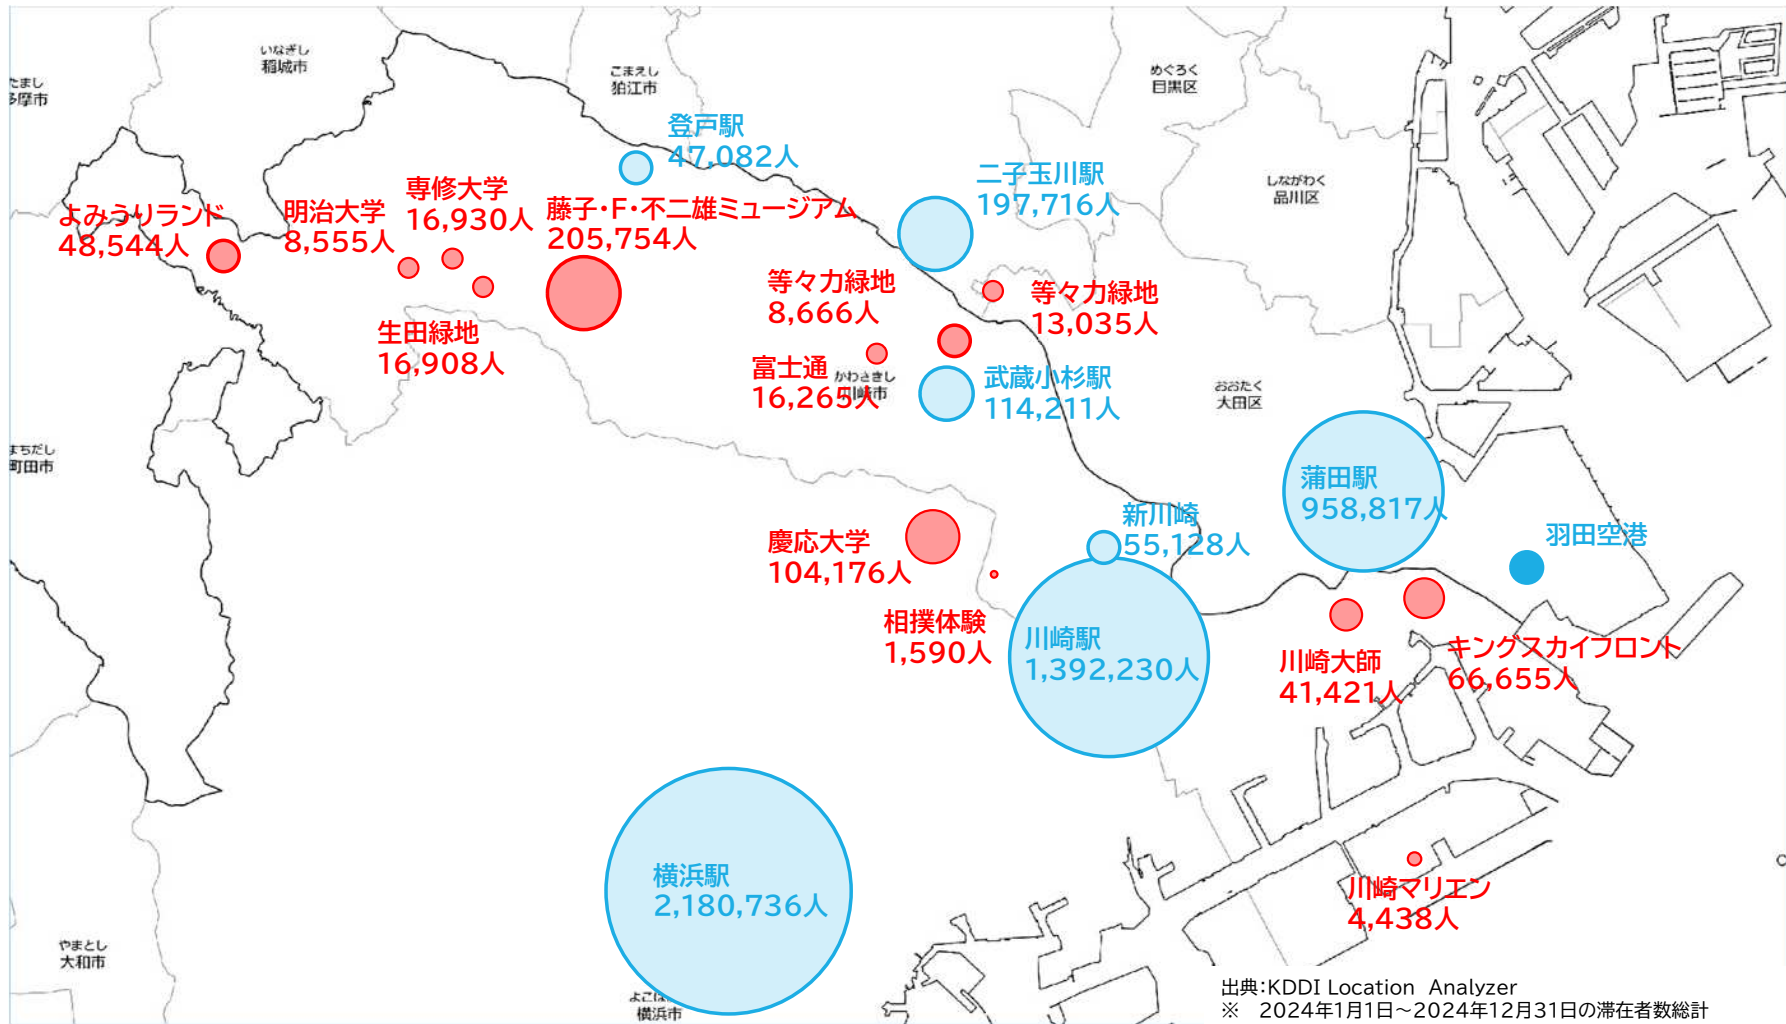 いなぎし
稲城市
こまえし
狛江市
めぐろく
目黒区
たまし
多摩市
登戸駅
47,082人
二子玉川駅
197,716人
しながわく
品川区
よみうりランド
48,544人
明治大学
8,555人
専修大学
16,930人
藤子・F・不二雄ミュージアム
205,754人
等々力緑地
8,666人
等々力緑地
13,035人
生田緑地
16,908人
富士通
16,265人
かわさきし
川崎市
武蔵小杉駅
114,211人
おおたく
大田区
まちだし
町田市
蒲田駅
958,817人
新川崎
55,128人
羽田空港
慶応大学
104,176人
相撲体験
1,590人
川崎駅
1,392,230人
川崎大師
41,421人
キングスカイフロント
66,655人
横浜駅
2,180,736人
川崎マリエン
4,438人
やまとし
大和市
よこは
横浜市
出典:KDDI Location Analyzer
※ 2024年1月1日～2024年12月31日の滞在者数総計